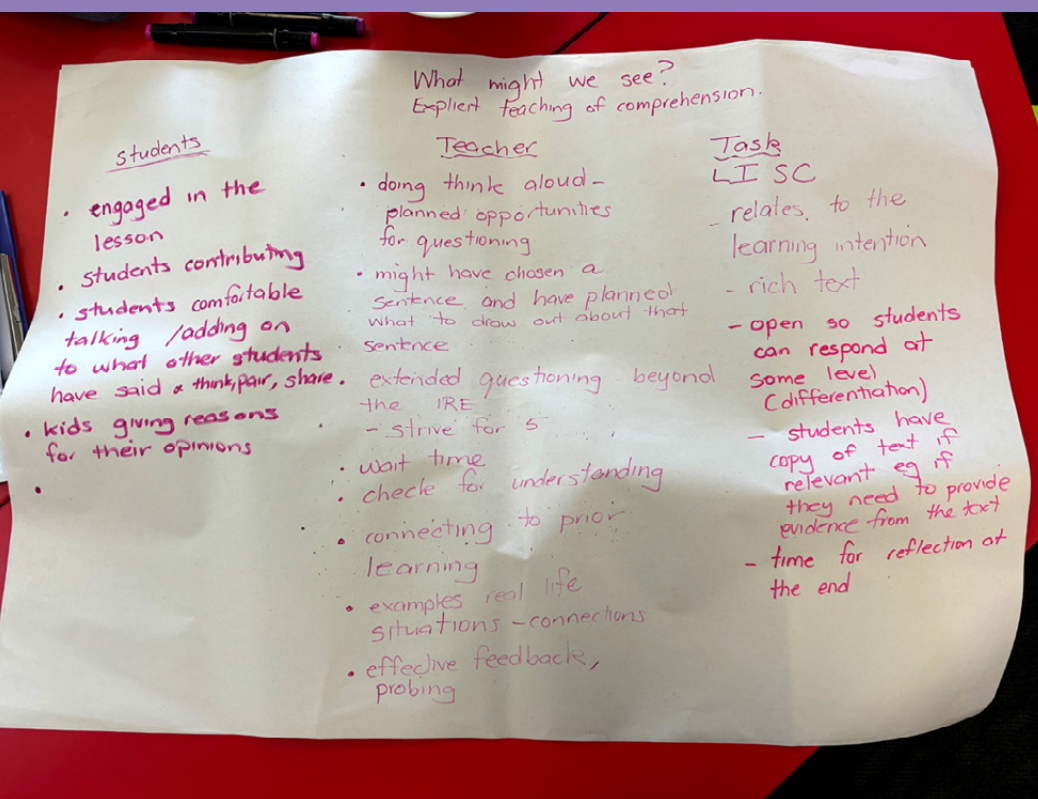 What might we see?
Explicit teaching of comprehension.
Students
• engaged in the
lesson
• students contributing
• students comfortable
talking /adding on
to what other students
have said & think, pair, share.
• kids giving reasons
for their opinions
•
Teacher
• doing think aloud -
planned opportunities
for questioning
• might have chosen a
sentence and have planned
what to draw out about that
sentence
extended questioning beyond
the IRE
- strive for 5
• wait time
• check for understanding
• connecting to prior
learning
• examples real life
situations - connections
• effective feedback,
probing
Task
LI SC
- relates to the
learning intention
- rich text
- open so students
can respond at
some level
(differentiation)
- students have
copy of text if
relevant eg if
they need to provide
evidence from the text
- time for reflection at
the end